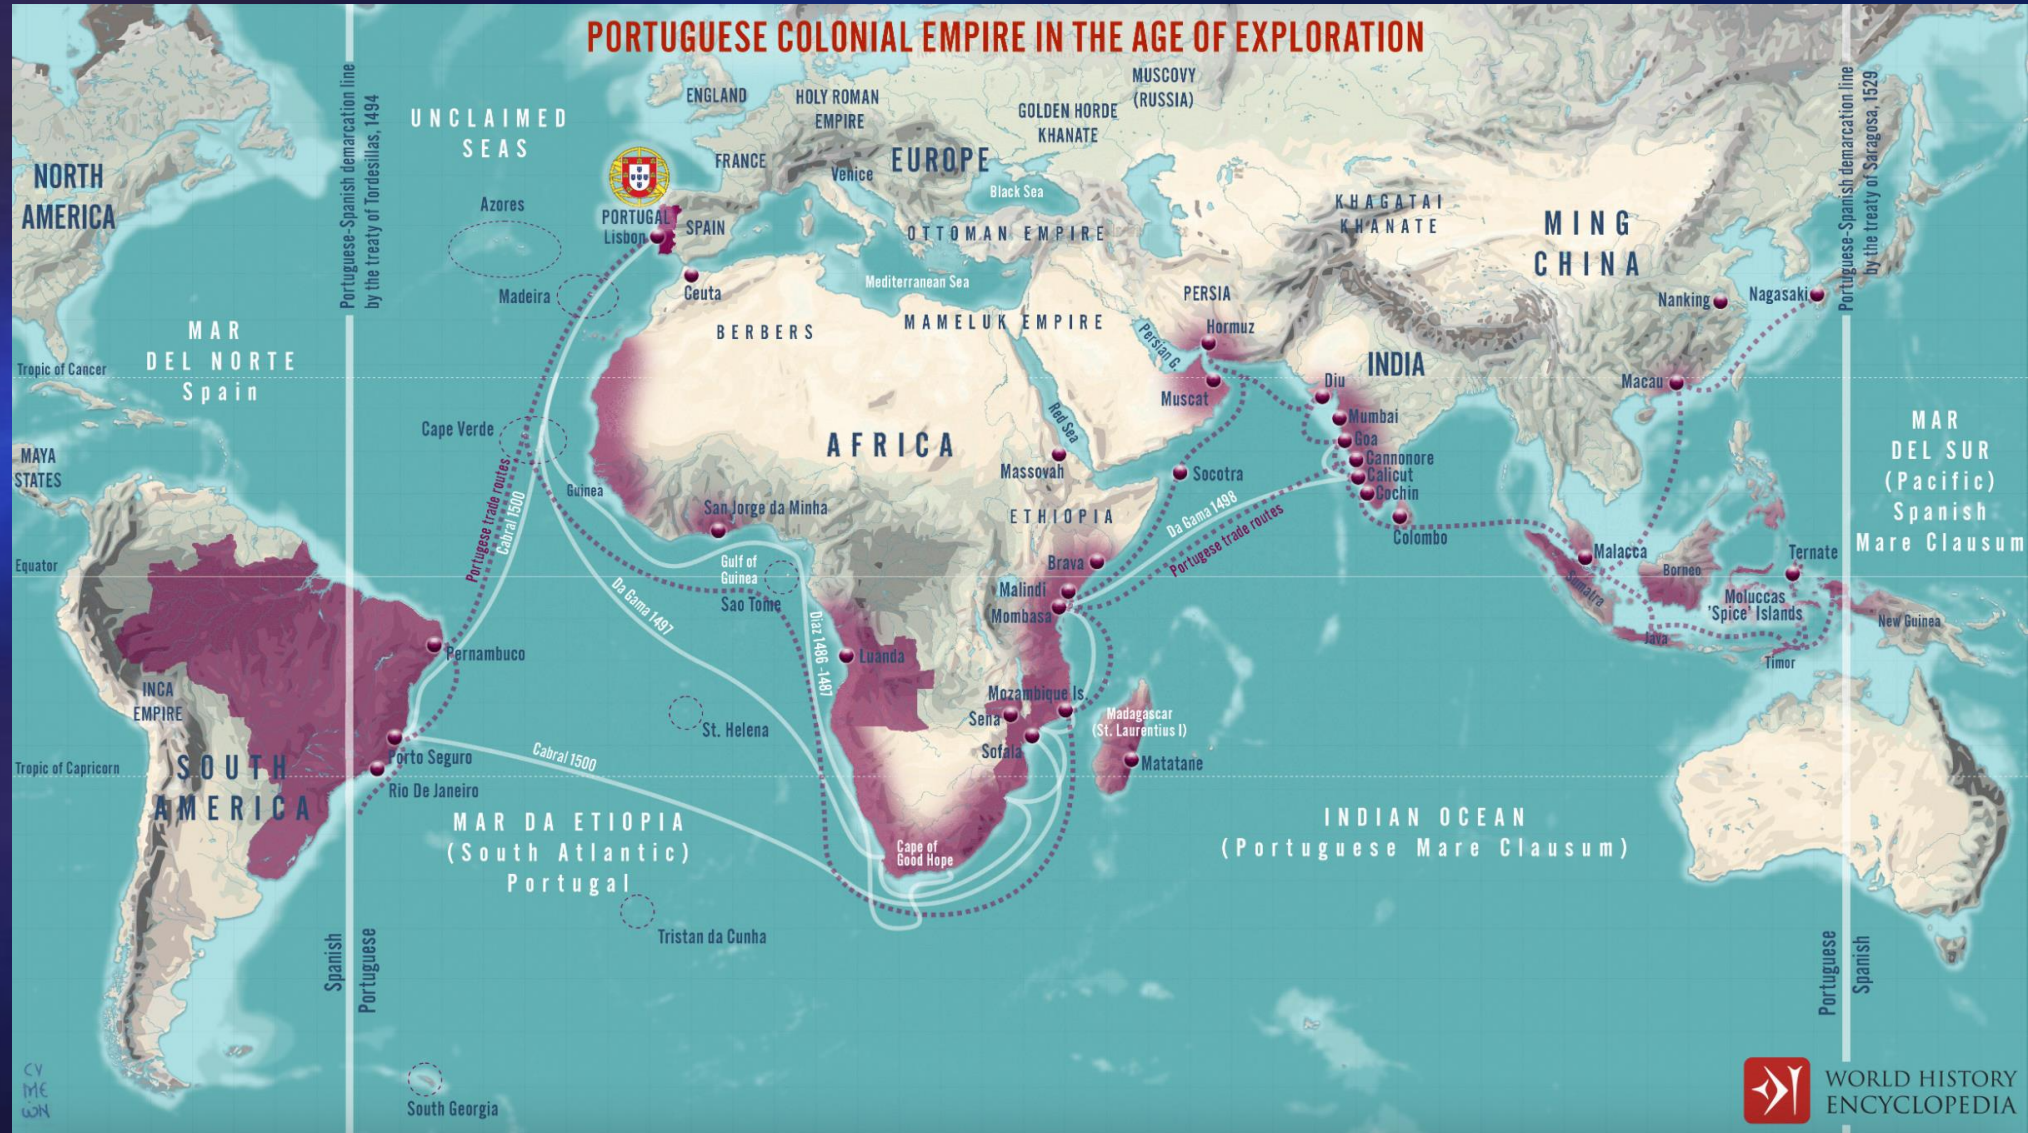 PORTUGUESE COLONIAL EMPIRE IN THE AGE OF EXPLORATION
Portuguese-Spanish demarcation line
by the treaty of Tordesillas, 1494
UNCLAIMED
SEAS
ENGLAND
HOLY ROMAN
EMPIRE
MUSCOVY
(RUSSIA)
GOLDEN HORDE
KHANATE
Portuguese-Spanish demarcation line
by the treaty of Saragosa, 1529
NORTH
AMERICA
FRANCE
Venice
EUROPE
Black Sea
Azores
PORTUGAL
Lisbon
SPAIN
OTTOMAN EMPIRE
KHAGATAI
KHANATE
MING
CHINA
Madeira
Ceuta
Mediterranean Sea
PERSIA
Nanking
Nagasaki
MAR
DEL NORTE
Spain
BERBERS
MAMELUK EMPIRE
Persian G.
Hormuz
INDIA
Tropic of Cancer
Muscat
Diu
Macau
Mumbai
Goa
Cannonore
Calicut
Cochin
Colombo
Cape Verde
AFRICA
Red Sea
Massovah
Socotra
MAR
DEL SUR
(Pacific)
Spanish
Mare Clausum
MAYA
STATES
Guinea
San Jorge da Minha
ETHIOPIA
Da Gama 1498
Portugese trade routes
Portugese trade routes
Cabral 1500
Equator
Gulf of
Guinea
Sao Tome
Da Gama 1497
Diaz 1486 -1487
Brava
Malindi
Mombasa
Malacca
Sumatra
Borneo
Ternate
Moluccas
'Spice' Islands
New Guinea
Java
Timor
Pernambuco
Luanda
INCA
EMPIRE
St. Helena
Mozambique Is.
Sena
Sofala
Madagascar
(St. Laurentius I)
Matatane
Porto Seguro
Cabral 1500
Tropic of Capricorn
SOUTH
AMERICA
Rio De Janeiro
MAR DA ETIOPIA
(South Atlantic)
Portugal
Cape of
Good Hope
INDIAN OCEAN
(Portuguese Mare Clausum)
Tristan da Cunha
Spanish
Portuguese
Portuguese
Spanish
South Georgia
WORLD HISTORY
ENCYCLOPEDIA